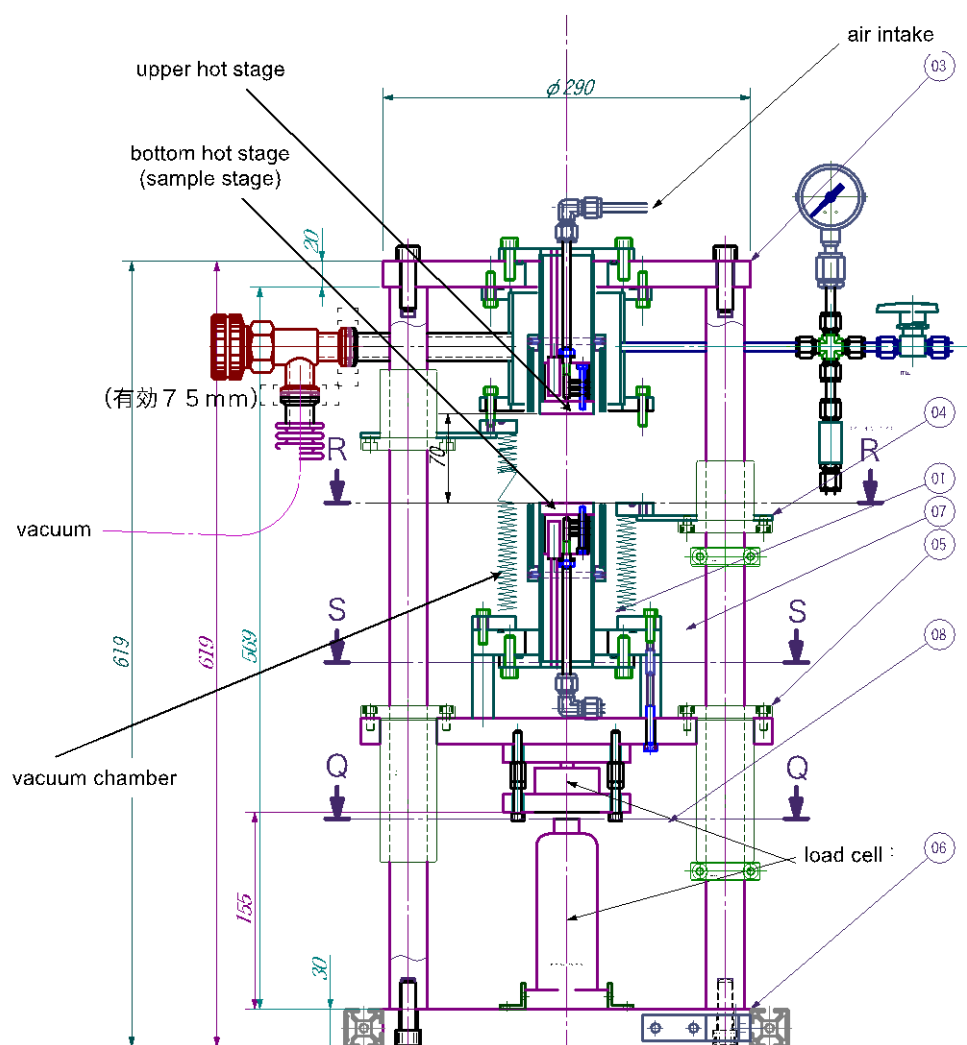 air intake
upper hot stage
03
φ290
bottom hot stage
(sample stage)
20
(有効７５mm)
04
R
70
R
01
vacuum
07
05
S
S
619
619
569
08
vacuum chamber
Q
Q
06
load cell :
155
30